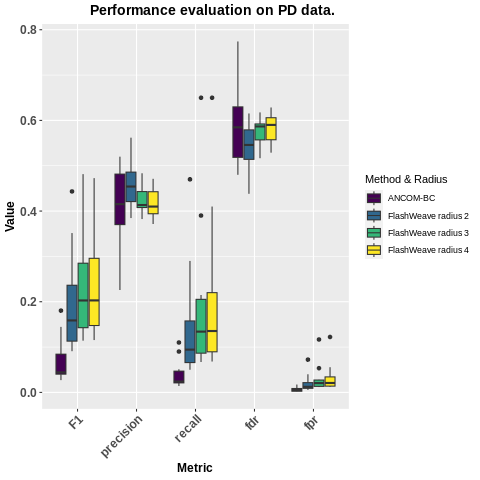 Performance evaluation on PD data.
0.8
0.6
0.4
0.2
0.0
Value
F1
precision
recall
fdr
fpr
Metric
Method & Radius
ANCOM-BC
FlashWeave radius 2
FlashWeave radius 3
FlashWeave radius 4